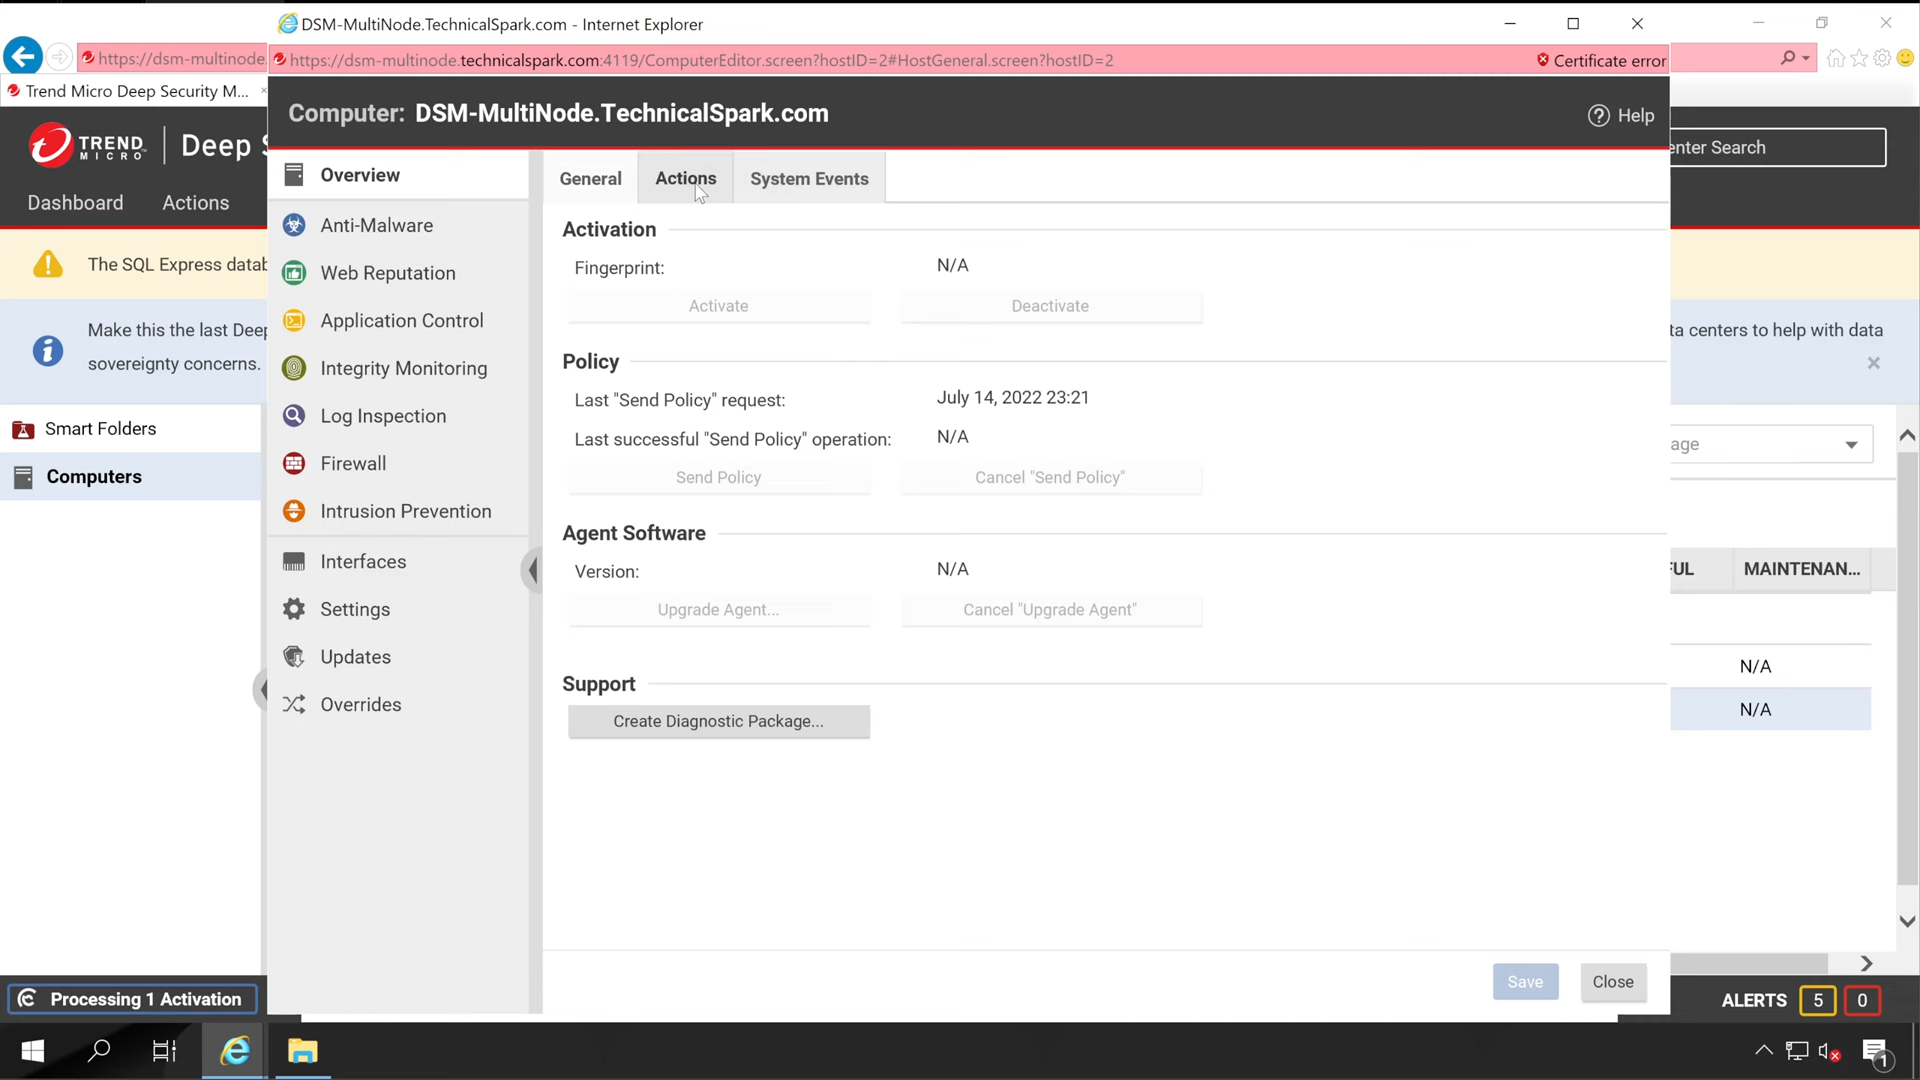 DSM-MultiNode.TechnicalSpark.com - Internet Explorer
https://dsm-multinode.
https://dsm-multinode.technicalspark.com:4119/ComputerEditor.screen?hostID=2#HostGeneral.screen?hostID=2
Certificate error
Trend Micro Deep Security M...
Computer: DSM-MultiNode.TechnicalSpark.com
Help
TREND MICRO™
Deep
enter Search
Dashboard
Actions
The SQL Express datab
Make this the last Deep
sovereignty concerns.
ta centers to help with data
Smart Folders
Computers
Overview
Anti-Malware
Web Reputation
Application Control
Integrity Monitoring
Log Inspection
Firewall
Intrusion Prevention
Interfaces
Settings
Updates
Overrides
General
Actions
System Events
Activation
Fingerprint: N/A
Activate
Deactivate
Policy
Last "Send Policy" request: July 14, 2022 23:21
Last successful "Send Policy" operation: N/A
Send Policy
Cancel "Send Policy"
Agent Software
Version: N/A
Upgrade Agent...
Cancel "Upgrade Agent"
Support
Create Diagnostic Package...
Save
Close
age
FUL
MAINTENAN...
N/A
N/A
Processing 1 Activation
ALERTS 5 0
1